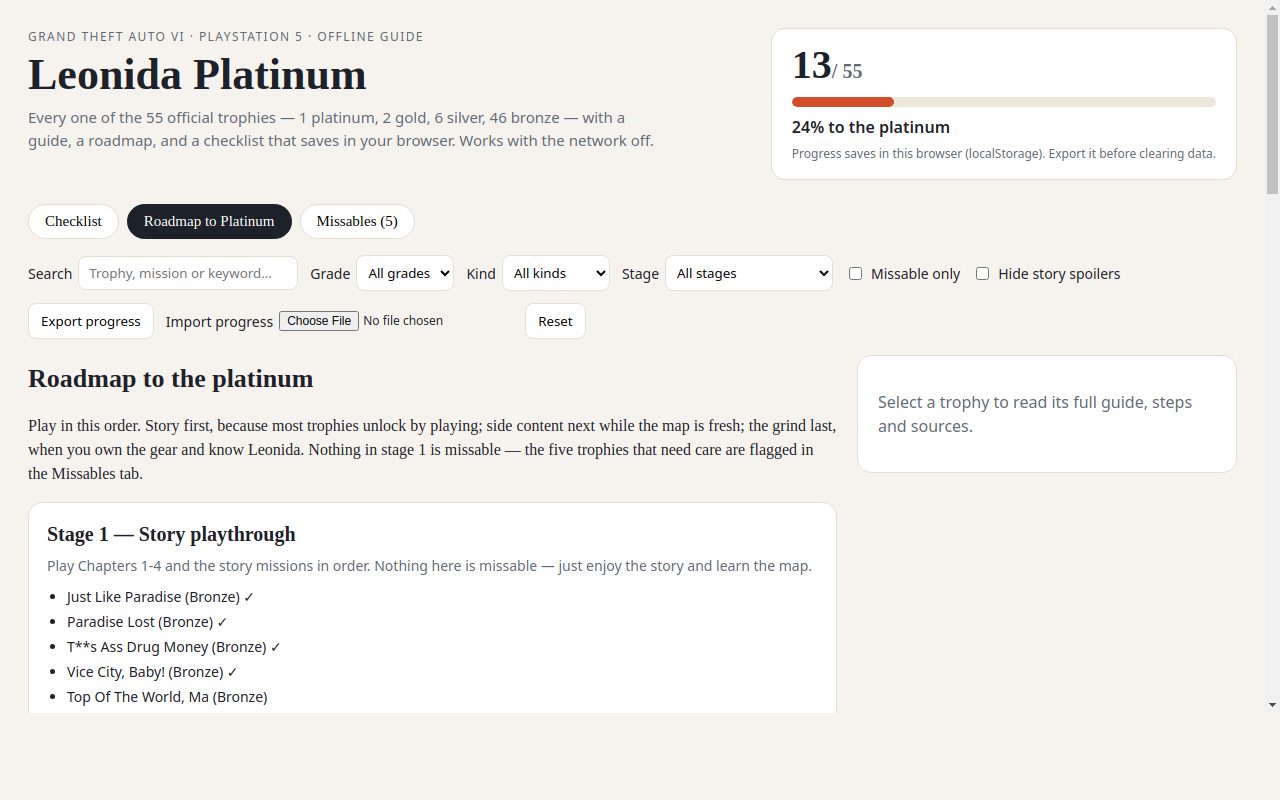 GRAND THEFT AUTO VI · PLAYSTATION 5 · OFFLINE GUIDE
Leonida Platinum
Every one of the 55 official trophies — 1 platinum, 2 gold, 6 silver, 46 bronze — with a
guide, a roadmap, and a checklist that saves in your browser. Works with the network off.
13/ 55
24% to the platinum
Progress saves in this browser (localStorage). Export it before clearing data.
Checklist Roadmap to Platinum Missables (5)
Search Trophy, mission or keyword... Grade All grades Kind All kinds Stage All stages Missable only Hide story spoilers
Export progress Import progress Choose File No file chosen Reset
Roadmap to the platinum
Play in this order. Story first, because most trophies unlock by playing; side content next while the map is fresh; the grind last,
when you own the gear and know Leonida. Nothing in stage 1 is missable — the five trophies that need care are flagged in
the Missables tab.
Select a trophy to read its full guide, steps
and sources.
Stage 1 — Story playthrough
Play Chapters 1-4 and the story missions in order. Nothing here is missable — just enjoy the story and learn the map.
• Just Like Paradise (Bronze) ✓
• Paradise Lost (Bronze) ✓
• T**s Ass Drug Money (Bronze) ✓
• Vice City, Baby! (Bronze) ✓
• Top Of The World, Ma (Bronze)